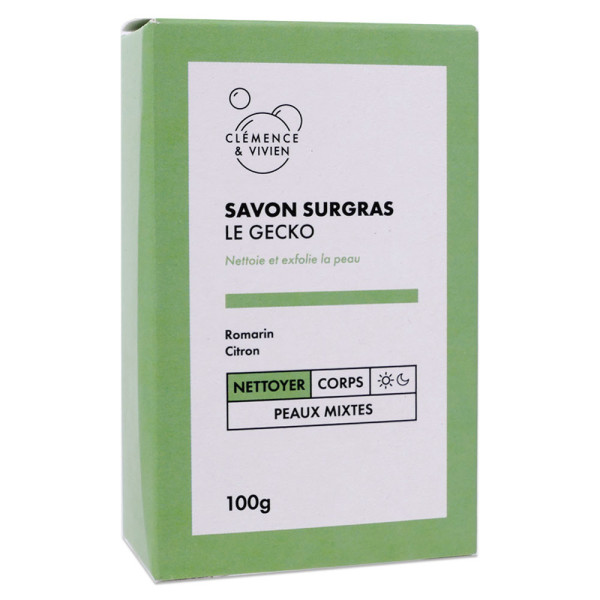 CLÉMENCE
& VIVIEN
SAVON SURGRAS
LE GECKO
Nettoie et exfolie la peau
Romarin
Citron
NETTOYER CORPS
PEAUX MIXTES
100g